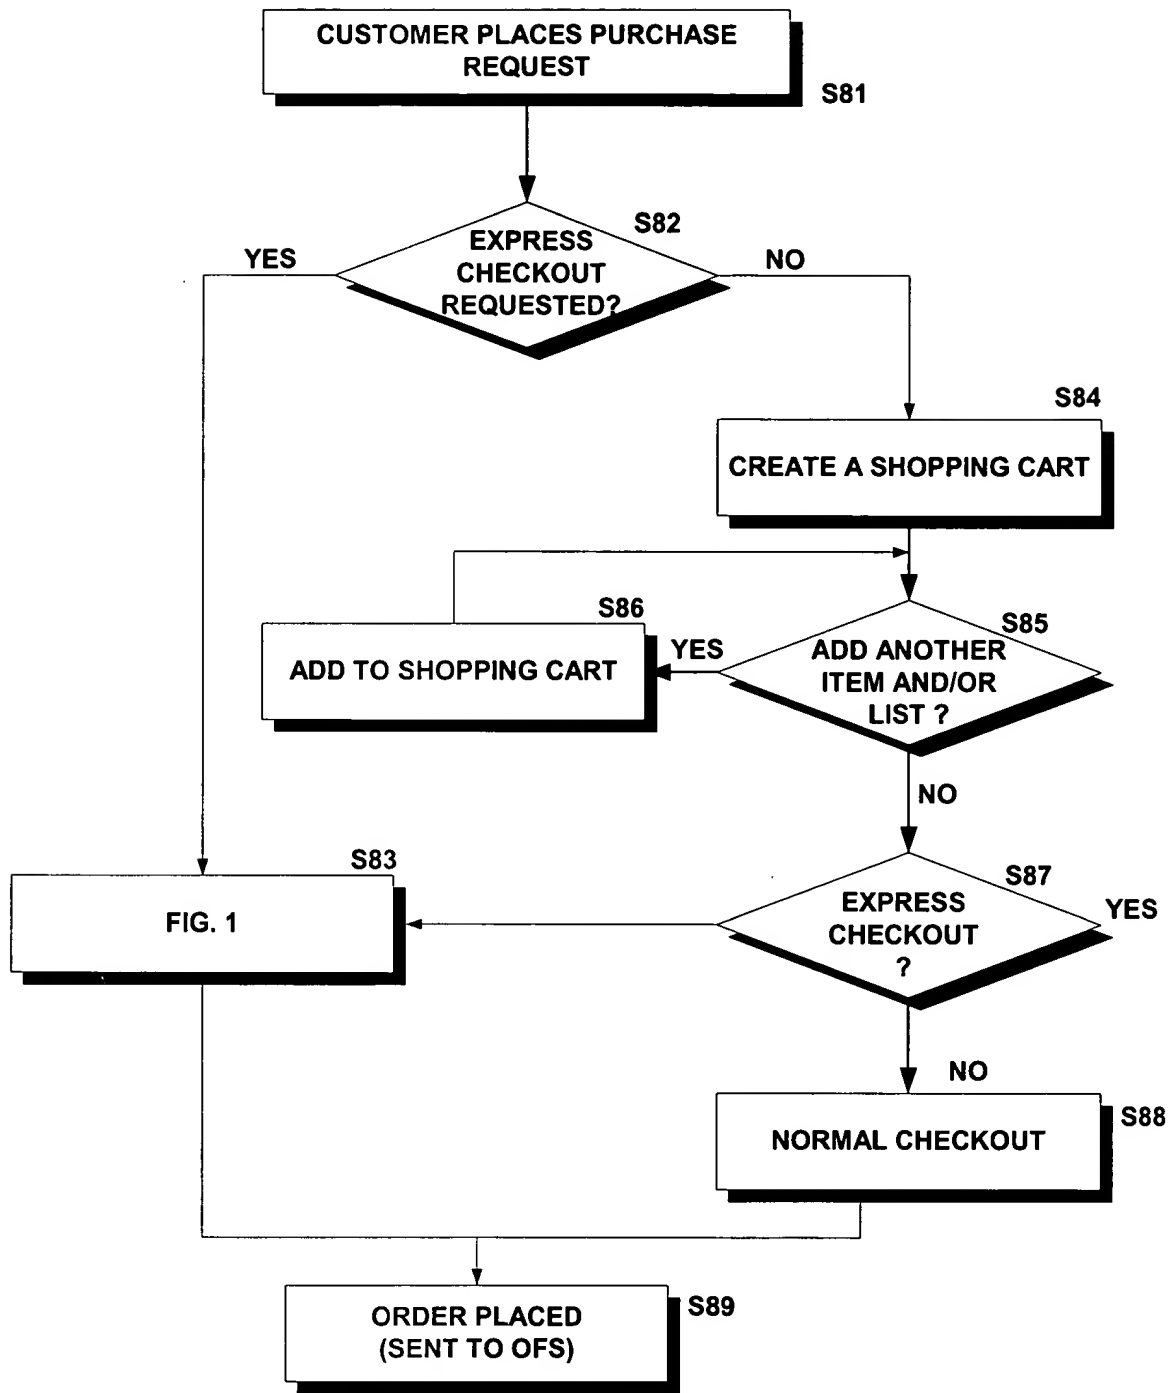 CUSTOMER PLACES PURCHASE
REQUEST
S81
S82
EXPRESS
CHECKOUT
REQUESTED?
YES
NO
S84
CREATE A SHOPPING CART
S86
ADD TO SHOPPING CART
YES
S85
ADD ANOTHER
ITEM AND/OR
LIST ?
NO
S83
FIG. 1
S87
EXPRESS
CHECKOUT
?
YES
NO
S88
NORMAL CHECKOUT
S89
ORDER PLACED
(SENT TO OFS)